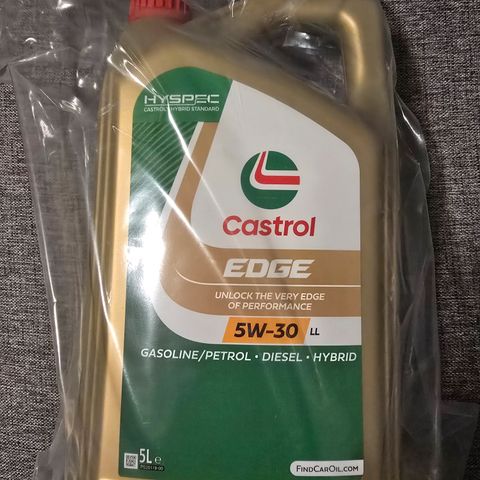 HYSPEC
CASTROL HYBRID STANDARD
Castrol
EDGE
UNLOCK THE VERY EDGE
OF PERFORMANCE
5W-30 LL
GASOLINE/PETROL • DIESEL • HYBRID
5L e
FINDCAROIL.COM